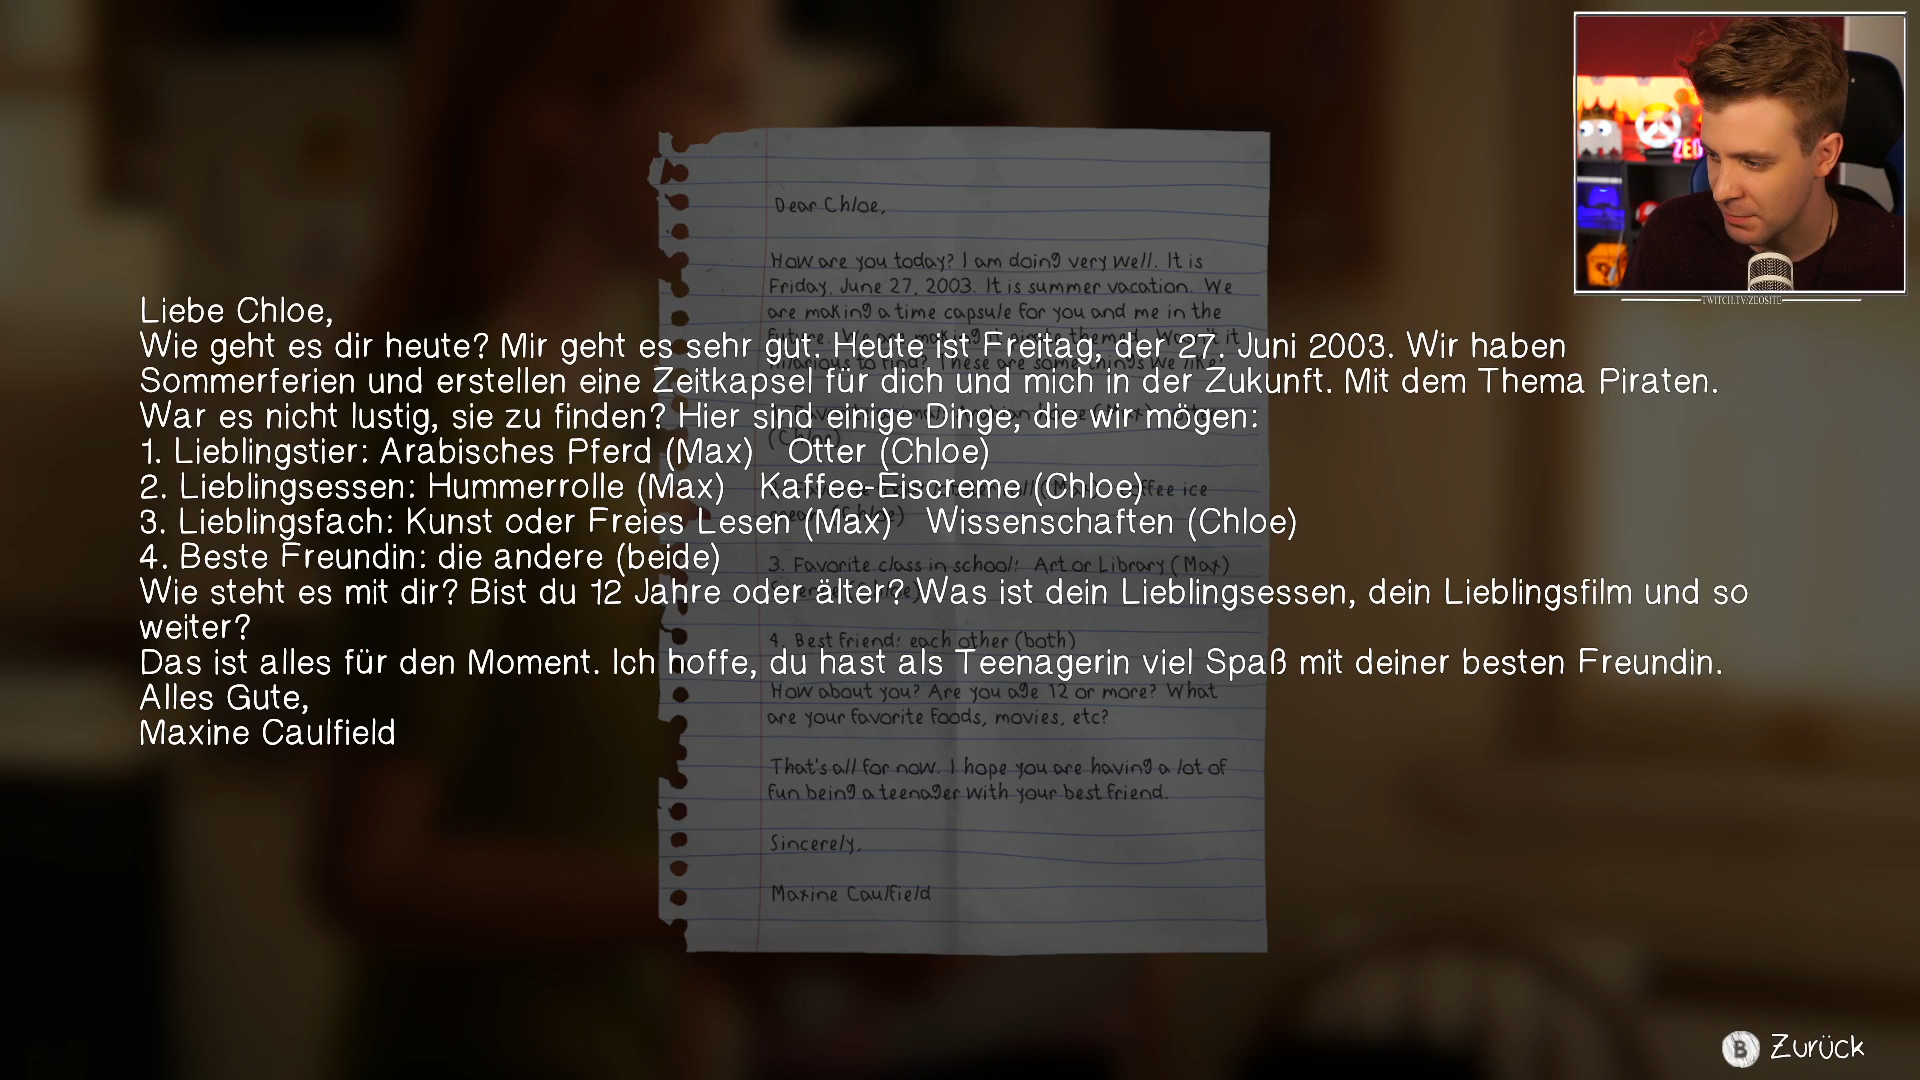 Dear Chloe,
How are you today? I am doing very well. It is
Friday, June 27, 2003. It is summer vacation. We
are making a time capsule for you and me in the
Liebe Chloe,
Wie geht es dir heute? Mir geht es sehr gut. Heute ist Freitag, der 27. Juni 2003. Wir haben
Sommerferien und erstellen eine Zeitkapsel für dich und mich in der Zukunft. Mit dem Thema Piraten.
War es nicht lustig, sie zu finden? Hier sind einige Dinge, die wir mögen:
1. Lieblingstier: Arabisches Pferd (Max) Otter (Chloe)
2. Lieblingsessen: Hummerrolle (Max) Kaffee-Eiscreme (Chloe)
3. Lieblingsfach: Kunst oder Freies Lesen (Max) Wissenschaften (Chloe)
4. Beste Freundin: die andere (beide)
Wie steht es mit dir? Bist du 12 Jahre oder älter? Was ist dein Lieblingsessen, dein Lieblingsfilm und so
weiter?
Das ist alles für den Moment. Ich hoffe, du hast als Teenagerin viel Spaß mit deiner besten Freundin.
Alles Gute,
Maxine Caulfield
3. Favorite class in school: Art or Library (Max)
4. Best friend: each other (both)
How about you? Are you age 12 or more? What
are your favorite foods, movies, etc?
That's all for now. I hope you are having a lot of
fun being a teenager with your best friend.
Sincerely,
Maxine Caulfield
TWITCH.TV/ZEOSITE
B Zurück